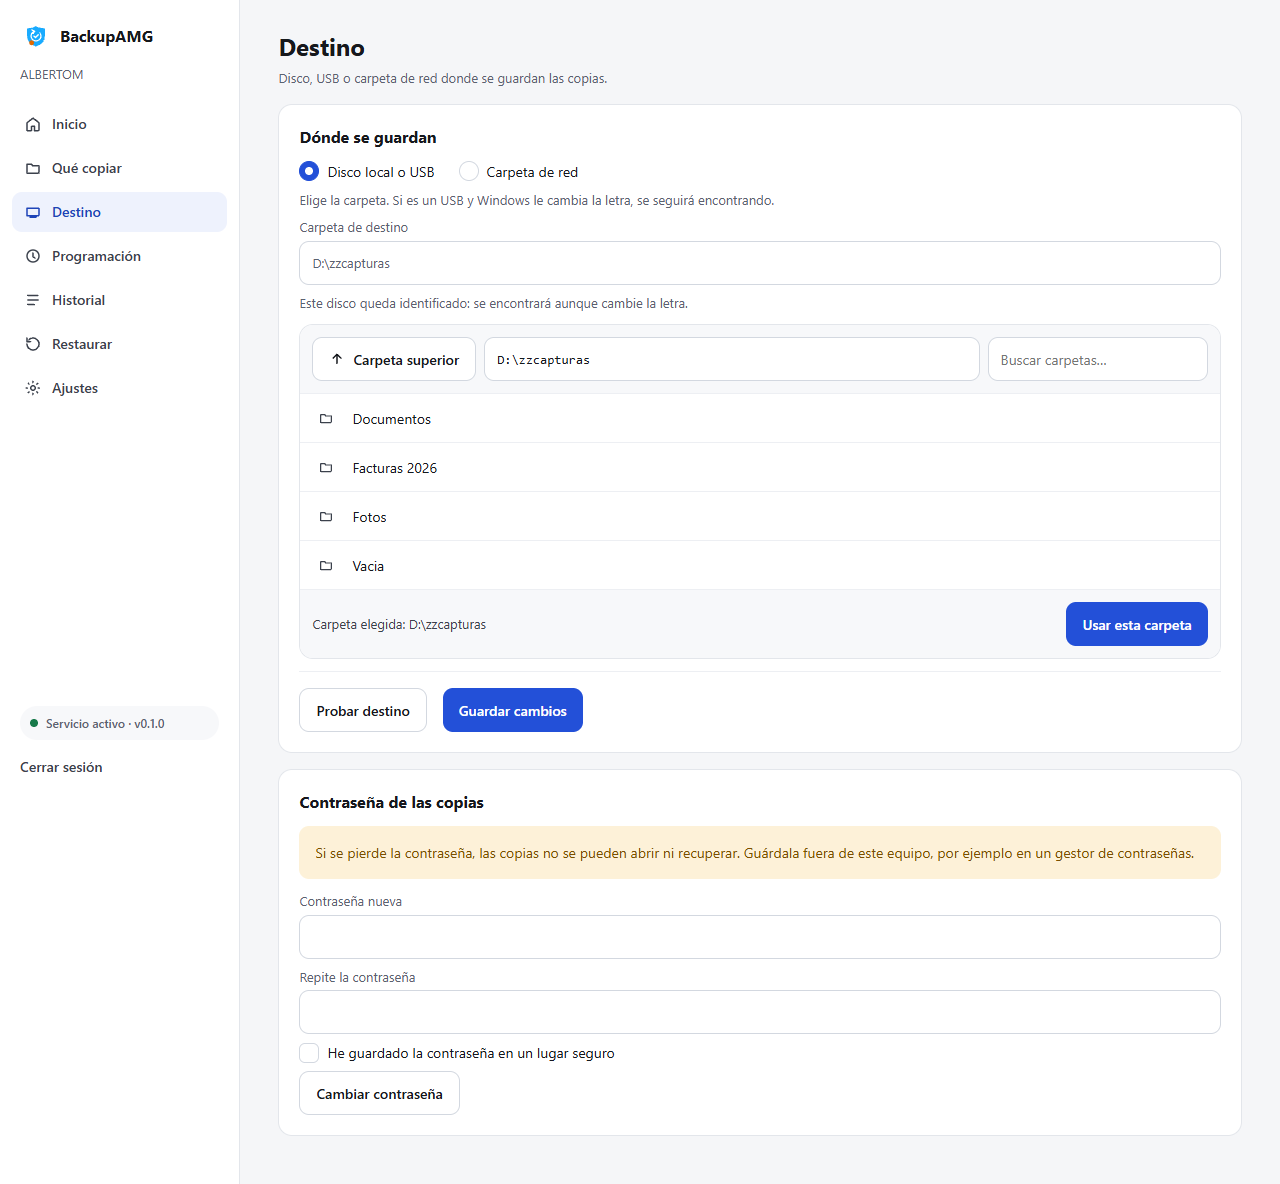 BackupAMG
ALBERTOM
Inicio
Qué copiar
Destino
Programación
Historial
Restaurar
Ajustes
Servicio activo · v0.1.0
Cerrar sesión
Destino
Disco, USB o carpeta de red donde se guardan las copias.
Dónde se guardan
Disco local o USB
Carpeta de red
Elige la carpeta. Si es un USB y Windows le cambia la letra, se seguirá encontrando.
Carpeta de destino
D:\zzcapturas
Este disco queda identificado: se encontrará aunque cambie la letra.
Carpeta superior
D:\zzcapturas
Buscar carpetas...
Documentos
Facturas 2026
Fotos
Vacia
Carpeta elegida: D:\zzcapturas
Usar esta carpeta
Probar destino
Guardar cambios
Contraseña de las copias
Si se pierde la contraseña, las copias no se pueden abrir ni recuperar. Guárdala fuera de este equipo, por ejemplo en un gestor de contraseñas.
Contraseña nueva
Repite la contraseña
He guardado la contraseña en un lugar seguro
Cambiar contraseña